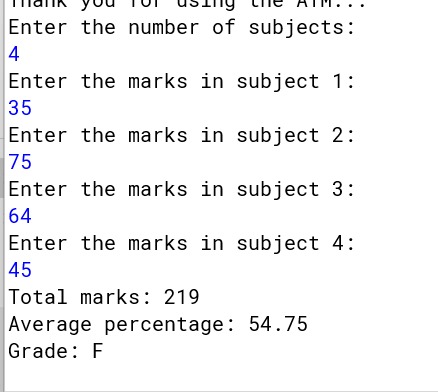 Thank you for using the ATM...
Enter the number of subjects:
4
Enter the marks in subject 1:
35
Enter the marks in subject 2:
75
Enter the marks in subject 3:
64
Enter the marks in subject 4:
45
Total marks: 219
Average percentage: 54.75
Grade: F